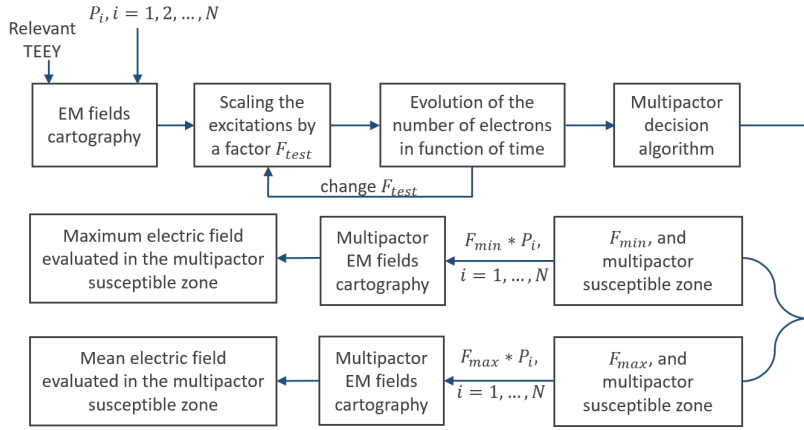 P_i, i = 1, 2, ..., N
Relevant
TEEY
EM fields
cartography
Scaling the
excitations by
a factor F_test
Evolution of the
number of electrons
in function of time
Multipactor
decision
algorithm
change F_test
Maximum electric field
evaluated in the multipactor
susceptible zone
Multipactor
EM fields
cartography
F_min * P_i,
i = 1, ..., N
F_min, and
multipactor
susceptible zone
Mean electric field
evaluated in the multipactor
susceptible zone
Multipactor
EM fields
cartography
F_max * P_i,
i = 1, ..., N
F_max, and
multipactor
susceptible zone